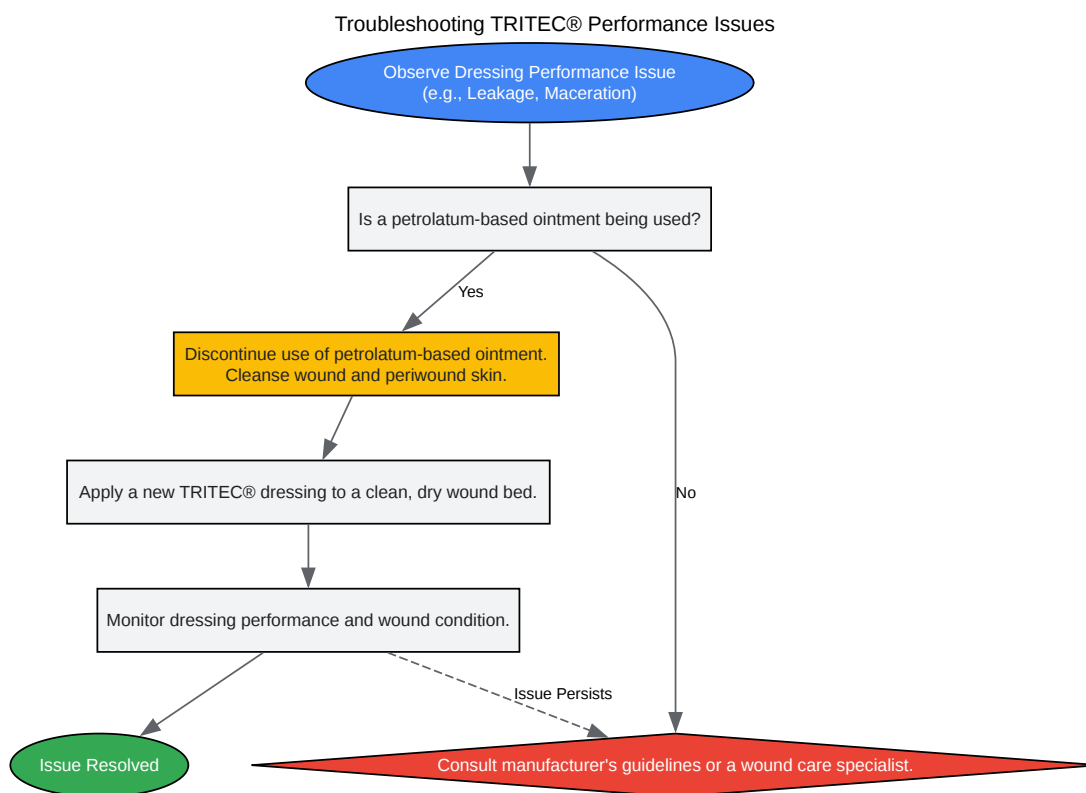 Troubleshooting TRITEC® Performance Issues
Observe Dressing Performance Issue
(e.g., Leakage, Maceration)
Is a petrolatum-based ointment being used?
Yes
Discontinue use of petrolatum-based ointment.
Cleanse wound and periwound skin.
Apply a new TRITEC® dressing to a clean, dry wound bed.
No
Monitor dressing performance and wound condition.
Issue Persists
Issue Resolved
Consult manufacturer's guidelines or a wound care specialist.